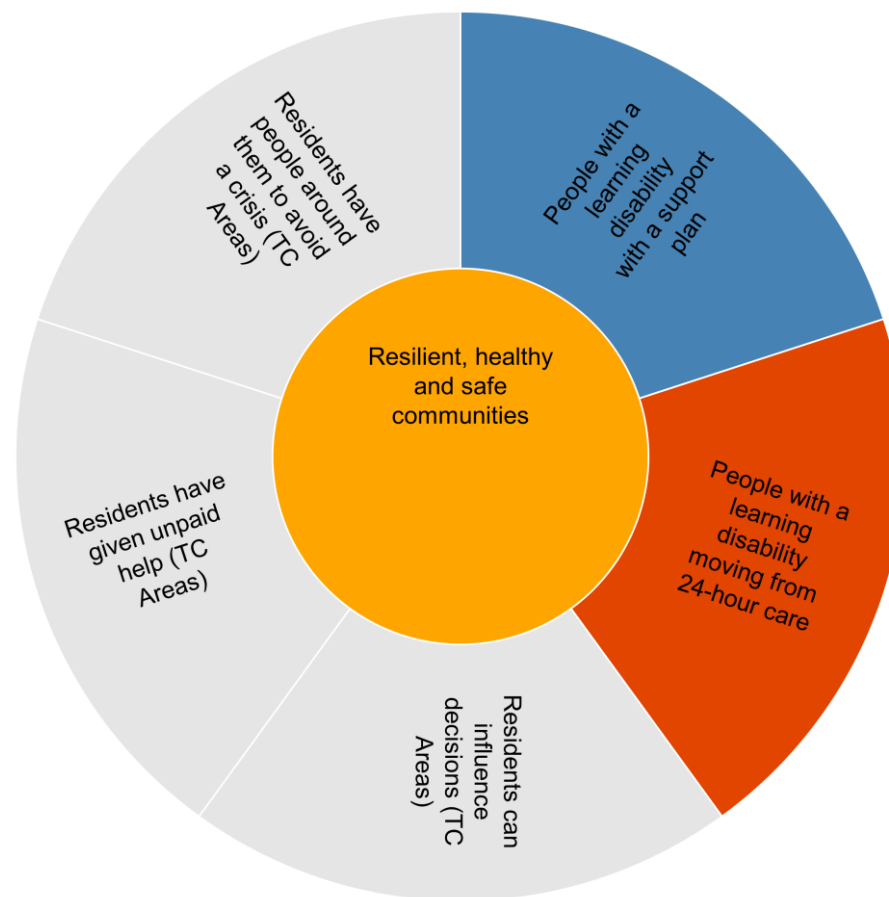 Resilient, healthy
and safe
communities
People with a
learning
disability
with a support
plan
People with a
learning
disability
moving from
24-hour care
Residents can
influence
decisions (TC
Areas)
Residents have
given unpaid
help (TC
Areas)
Residents have
people around
them to avoid
a crisis (TC
Areas)